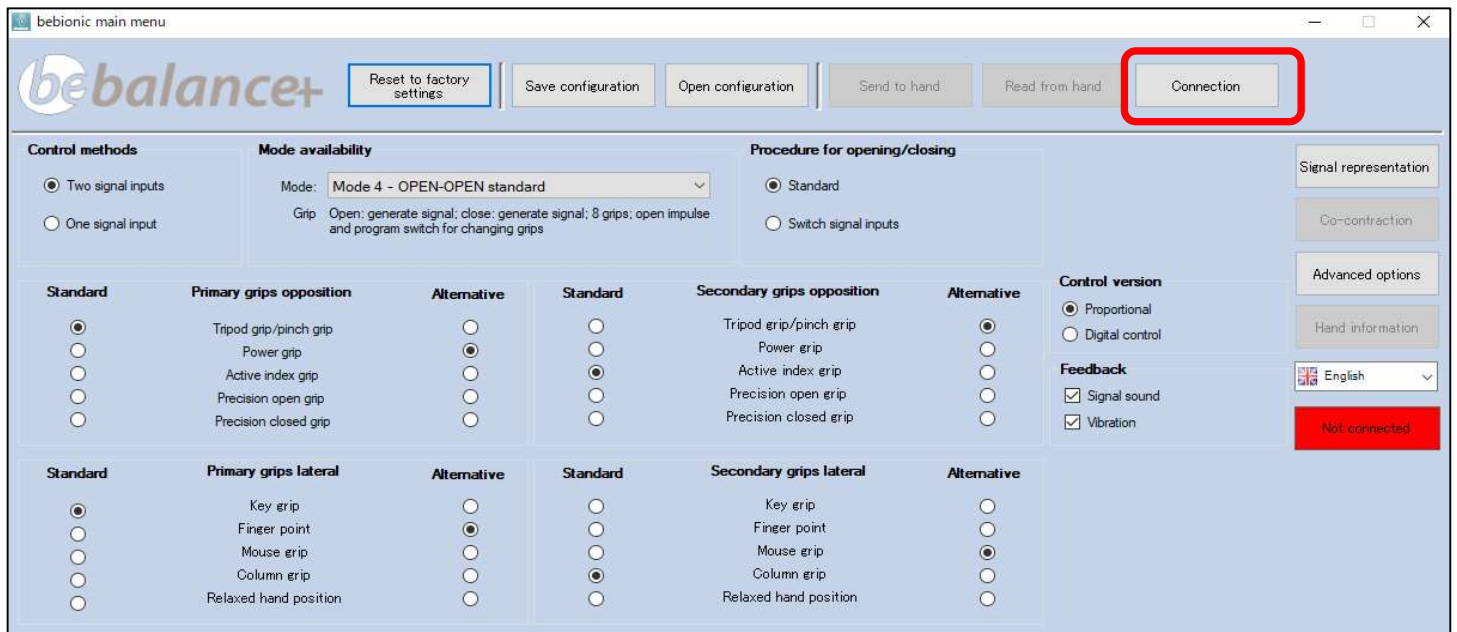 bebionic main menu
bebalance+
Reset to factory
settings
Save configuration
Open configuration
Send to hand
Read from hand
Connection
Control methods
Two signal inputs
One signal input
Mode availability
Mode: Mode 4 - OPEN-OPEN standard
Grip Open: generate signal; close: generate signal; 8 grips; open impulse
and program switch for changing grips
Procedure for opening/closing
Standard
Switch signal inputs
Signal representation
Co-contraction
Advanced options
Hand information
English
Not connected
Standard Primary grips opposition Alternative
Tripod grip/pinch grip
Power grip
Active index grip
Precision open grip
Precision closed grip
Standard Secondary grips opposition Alternative
Tripod grip/pinch grip
Power grip
Active index grip
Precision open grip
Precision closed grip
Control version
Proportional
Digital control
Feedback
Signal sound
Vibration
Standard Primary grips lateral Alternative
Key grip
Finger point
Mouse grip
Column grip
Relaxed hand position
Standard Secondary grips lateral Alternative
Key grip
Finger point
Mouse grip
Column grip
Relaxed hand position